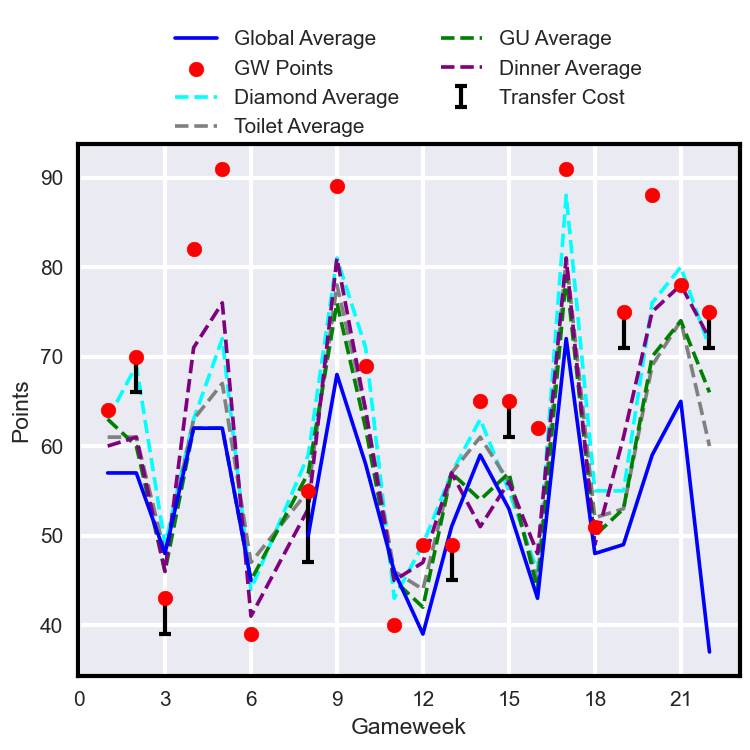 Global Average
GW Points
Diamond Average
Toilet Average
GU Average
Dinner Average
Transfer Cost
90
80
70
60
50
40
Points
0 3 6 9 12 15 18 21
Gameweek